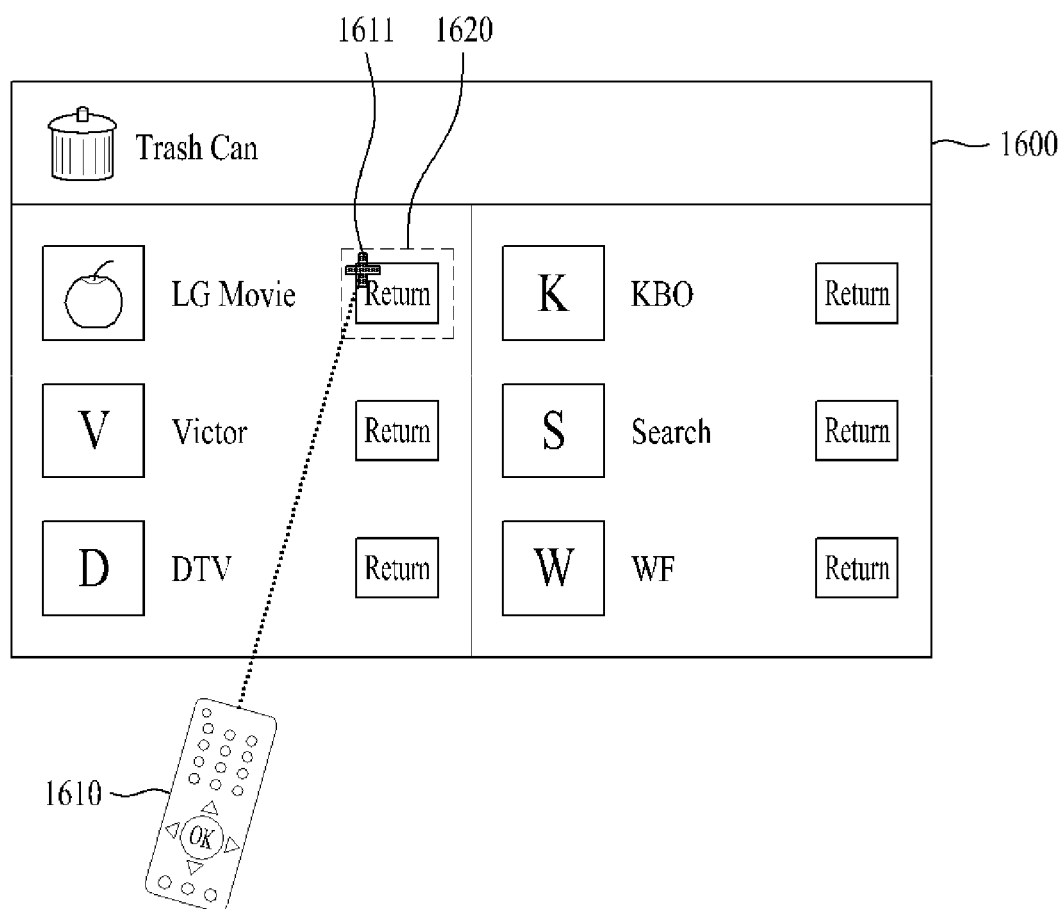 1611 1620
Trash Can
1600
LG Movie Return K KBO Return
V Victor Return S Search Return
D DTV Return W WF Return
1610
OK